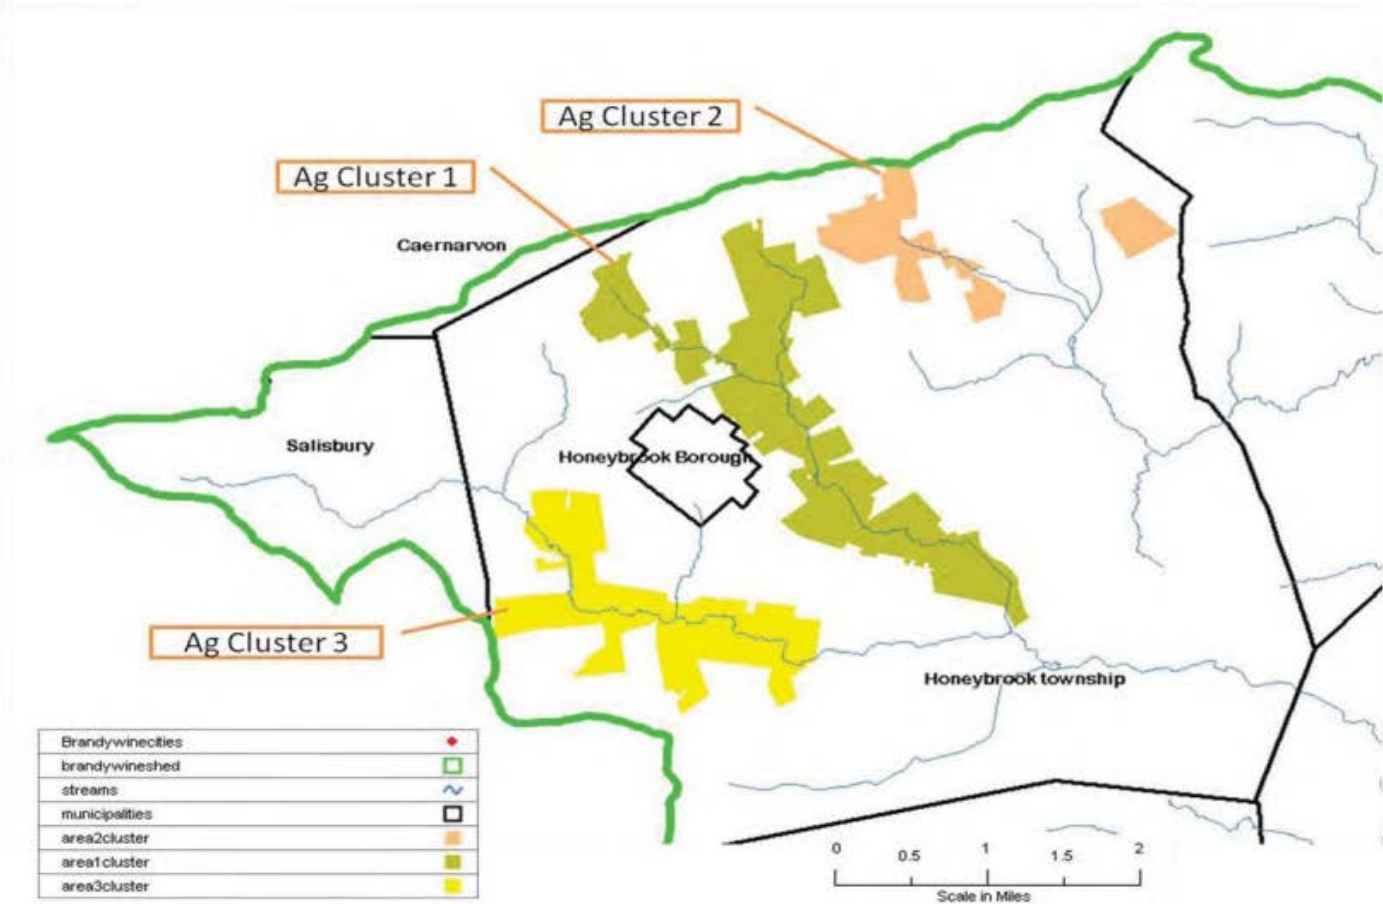 Ag Cluster 2
Ag Cluster 1
Caernarvon
Salisbury
Honeybrook Borough
Ag Cluster 3
Honeybrook township
Brandywinecities
brandywineshed
streams
municipalities
area2cluster
area1cluster
area3cluster
0 0.5 1 1.5 2
Scale in Miles